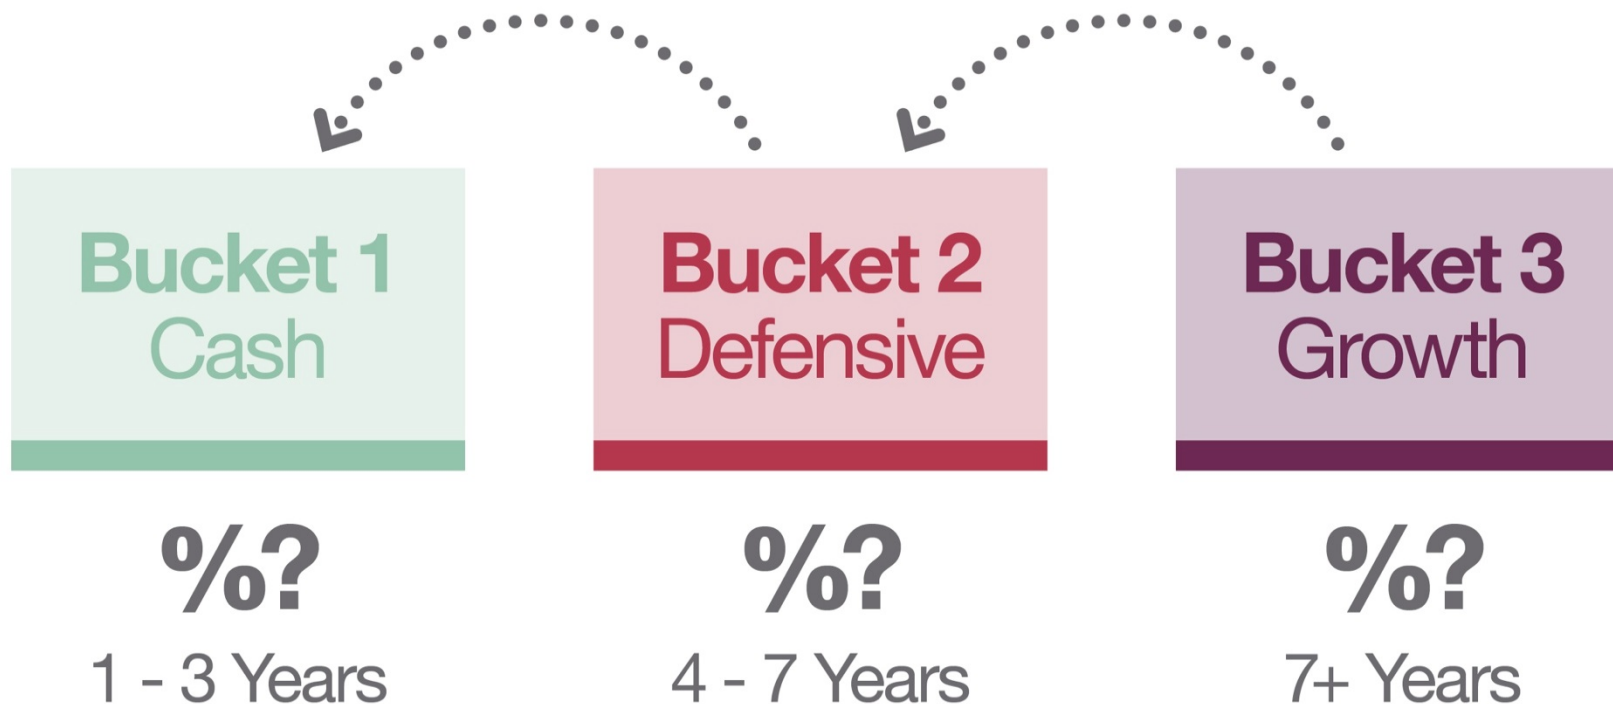 Bucket 1
Cash
%?
1 - 3 Years
Bucket 2
Defensive
%?
4 - 7 Years
Bucket 3
Growth
%?
7+ Years